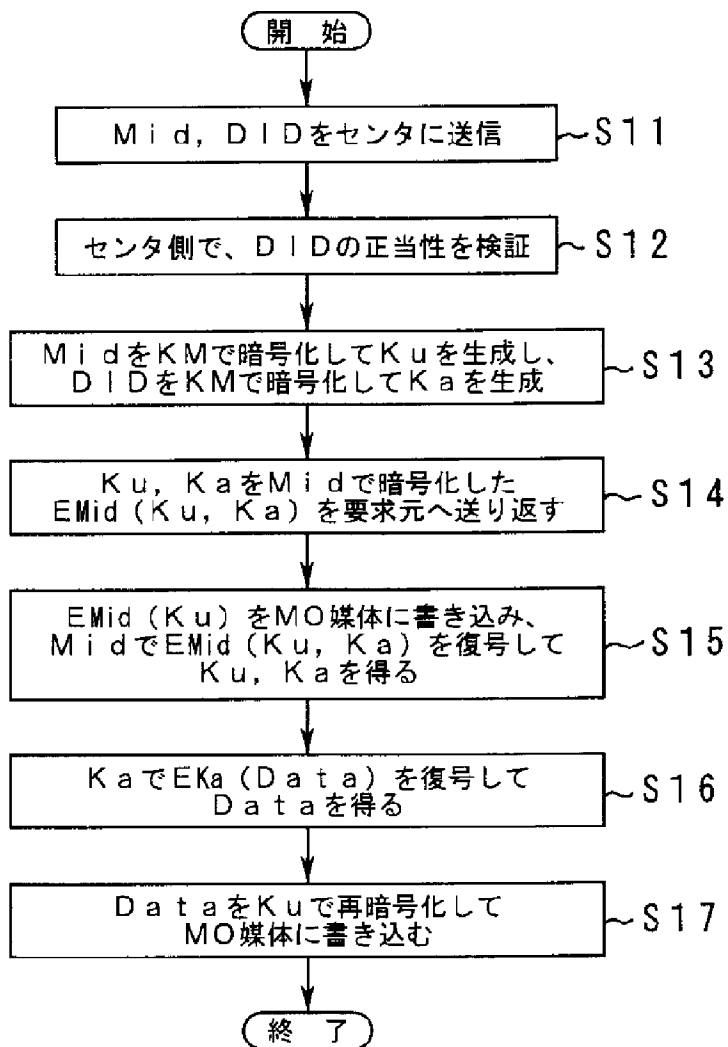 開 始
Ｍｉｄ，ＤＩＤをセンタに送信
Ｓ１１
センタ側で、ＤＩＤの正当性を検証
Ｓ１２
ＭｉｄをＫＭで暗号化してＫｕを生成し、
ＤＩＤをＫＭで暗号化してＫａを生成
Ｓ１３
Ｋｕ，ＫａをＭｉｄで暗号化した
EMid（Ｋｕ，Ｋａ）を要求元へ送り返す
Ｓ１４
EMid（Ｋｕ）をＭＯ媒体に書き込み、
ＭｉｄでEMid（Ｋｕ，Ｋａ）を復号して
Ｋｕ，Ｋａを得る
Ｓ１５
ＫａでEKa（Ｄａｔａ）を復号して
Ｄａｔａを得る
Ｓ１６
ＤａｔａをＫｕで再暗号化して
ＭＯ媒体に書き込む
Ｓ１７
終 了